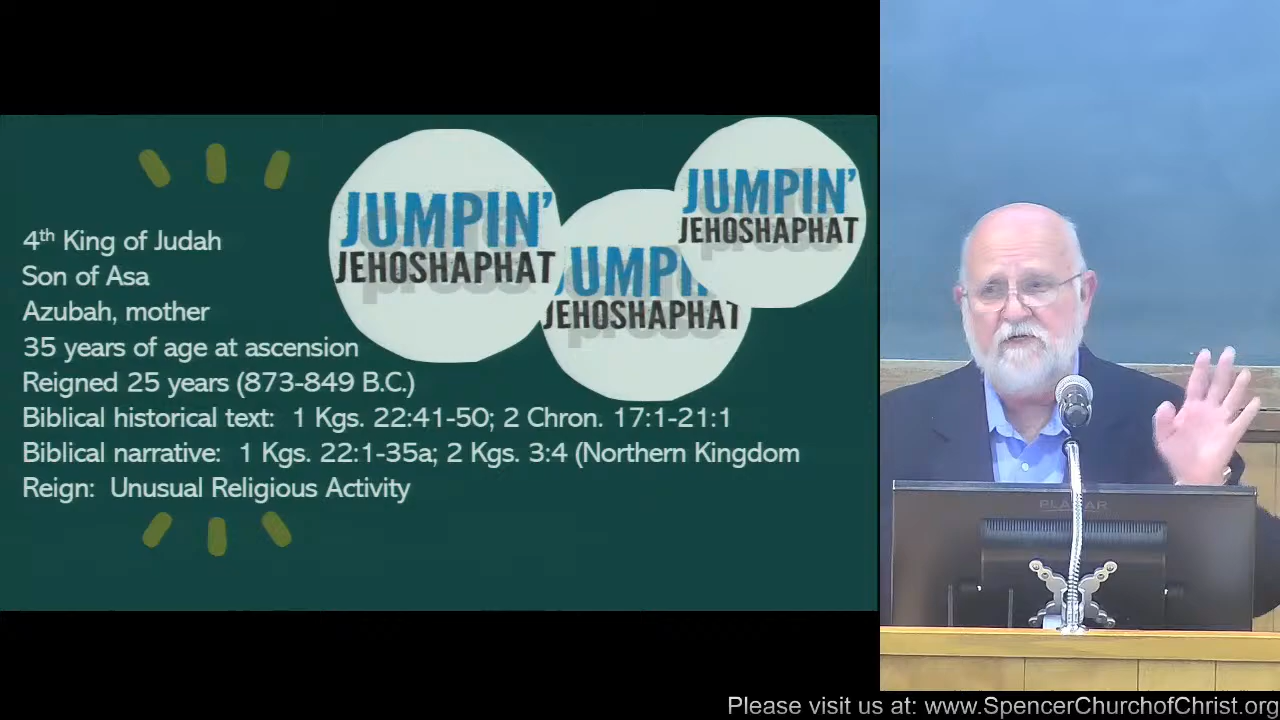 JUMPIN'
JEHOSHAPHAT
JUMPI
JEHOSHAPHAT
JUMPIN'
JEHOSHAPHAT
4th King of Judah
Son of Asa
Azubah, mother
35 years of age at ascension
Reigned 25 years (873-849 B.C.)
Biblical historical text: 1 Kgs. 22:41-50; 2 Chron. 17:1-21:1
Biblical narrative: 1 Kgs. 22:1-35a; 2 Kgs. 3:4 (Northern Kingdom
Reign: Unusual Religious Activity
PLANAR
Please visit us at: www.SpencerChurchofChrist.org